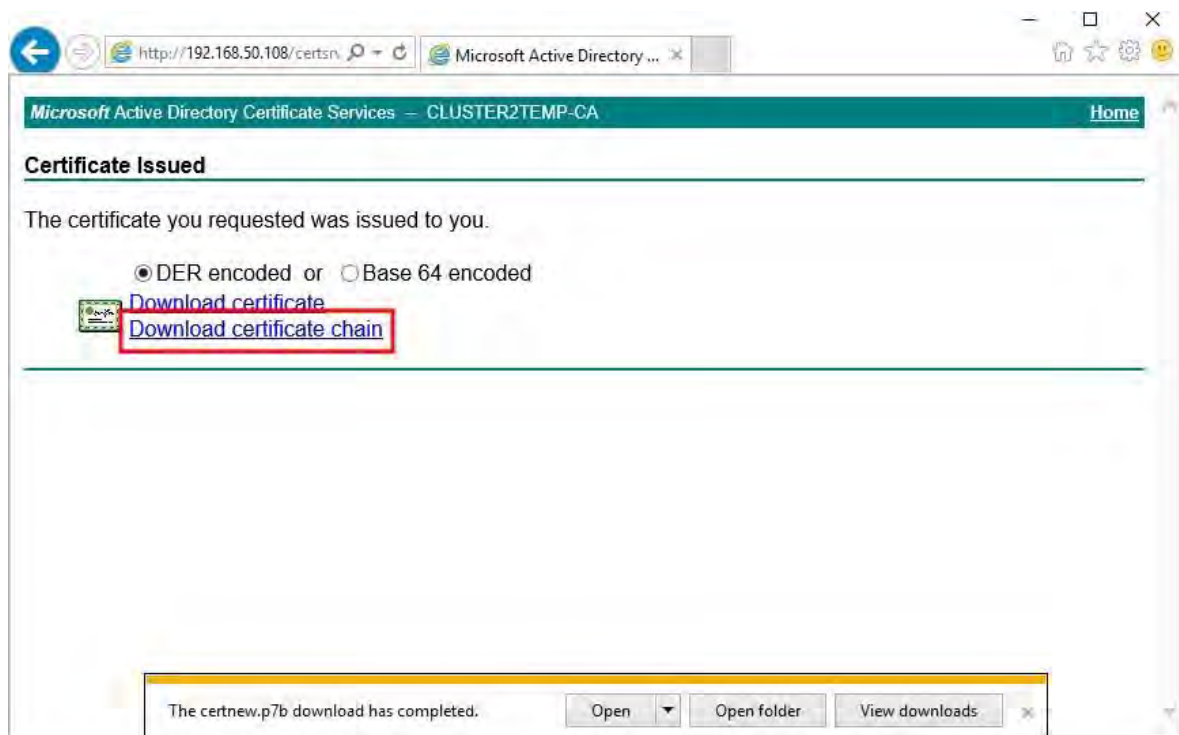 http://192.168.50.108/certsn
Microsoft Active Directory ...
Microsoft Active Directory Certificate Services – CLUSTER2TEMP-CA Home
Certificate Issued
The certificate you requested was issued to you.
DER encoded or Base 64 encoded
Download certificate
Download certificate chain
The certnew.p7b download has completed. Open Open folder View downloads